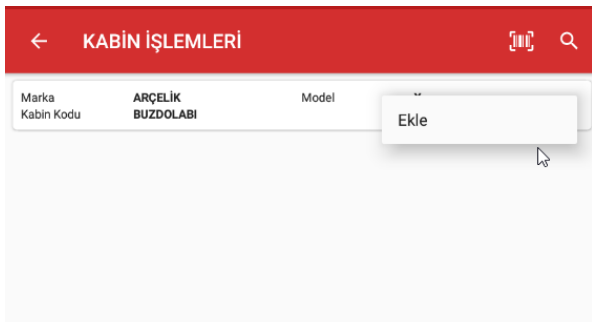 KABİN İŞLEMLERİ
Marka ARÇELİK Model
Kabin Kodu BUZDOLABI
Ekle